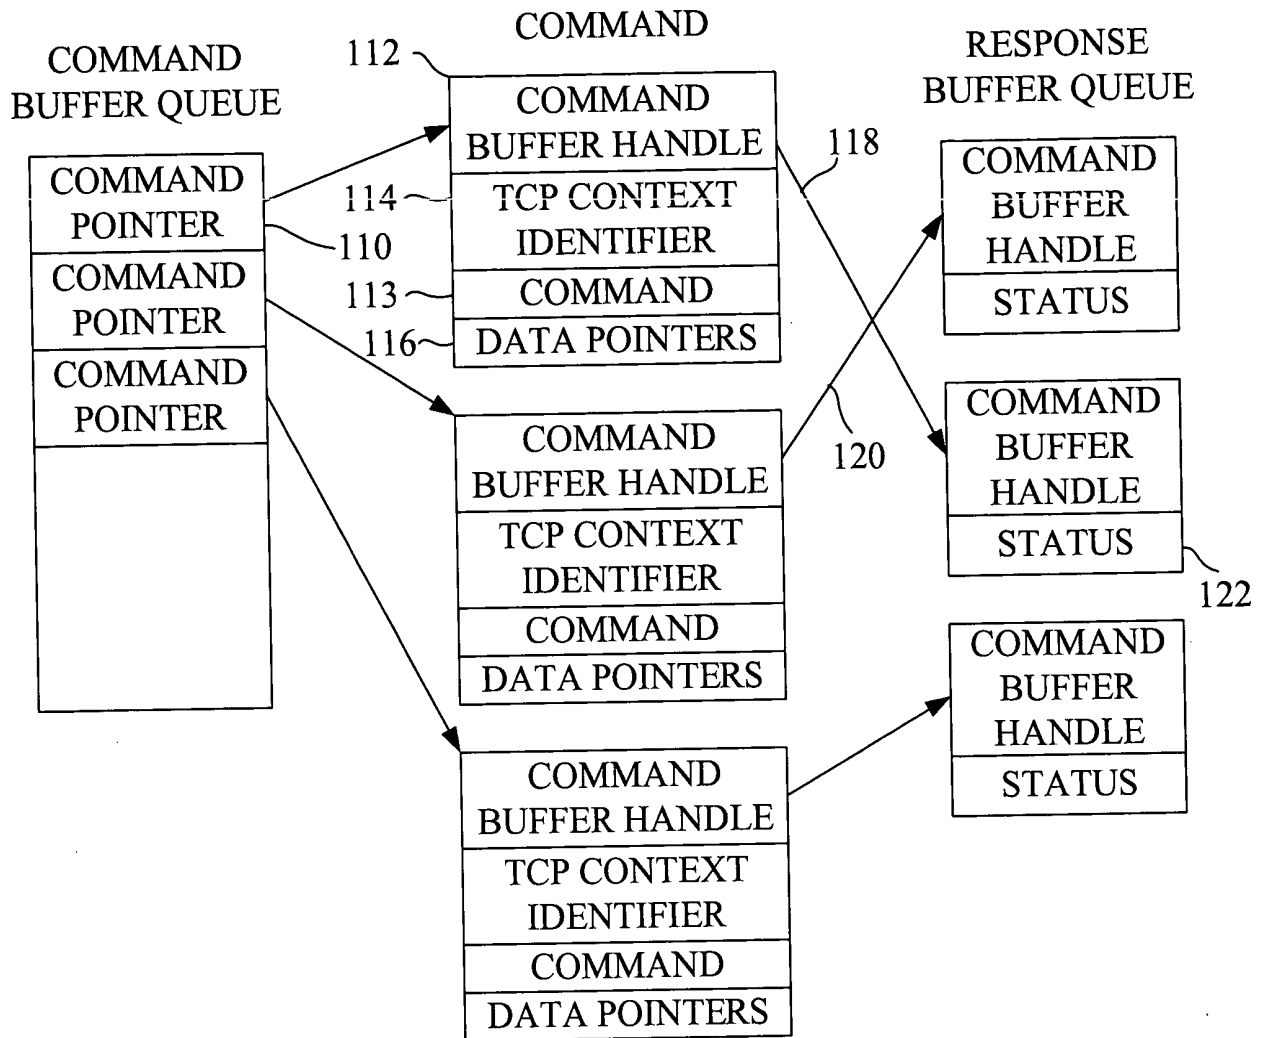 COMMAND
BUFFER QUEUE
COMMAND
POINTER
110
COMMAND
POINTER
COMMAND
POINTER
COMMAND
112
COMMAND
BUFFER HANDLE
114
TCP CONTEXT
IDENTIFIER
113
COMMAND
116
DATA POINTERS
COMMAND
BUFFER HANDLE
TCP CONTEXT
IDENTIFIER
COMMAND
DATA POINTERS
COMMAND
BUFFER HANDLE
TCP CONTEXT
IDENTIFIER
COMMAND
DATA POINTERS
118
120
RESPONSE
BUFFER QUEUE
COMMAND
BUFFER
HANDLE
STATUS
COMMAND
BUFFER
HANDLE
STATUS
122
COMMAND
BUFFER
HANDLE
STATUS